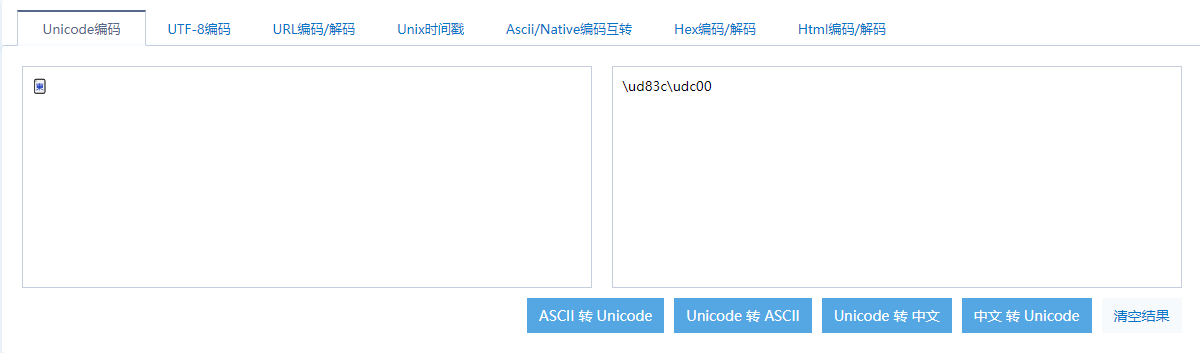 Unicode编码 UTF-8编码 URL编码/解码 Unix时间戳 Ascii/Native编码互转 Hex编码/解码 Html编码/解码
🀀 \ud83c\udc00
ASCII 转 Unicode Unicode 转 ASCII Unicode 转 中文 中文 转 Unicode 清空结果